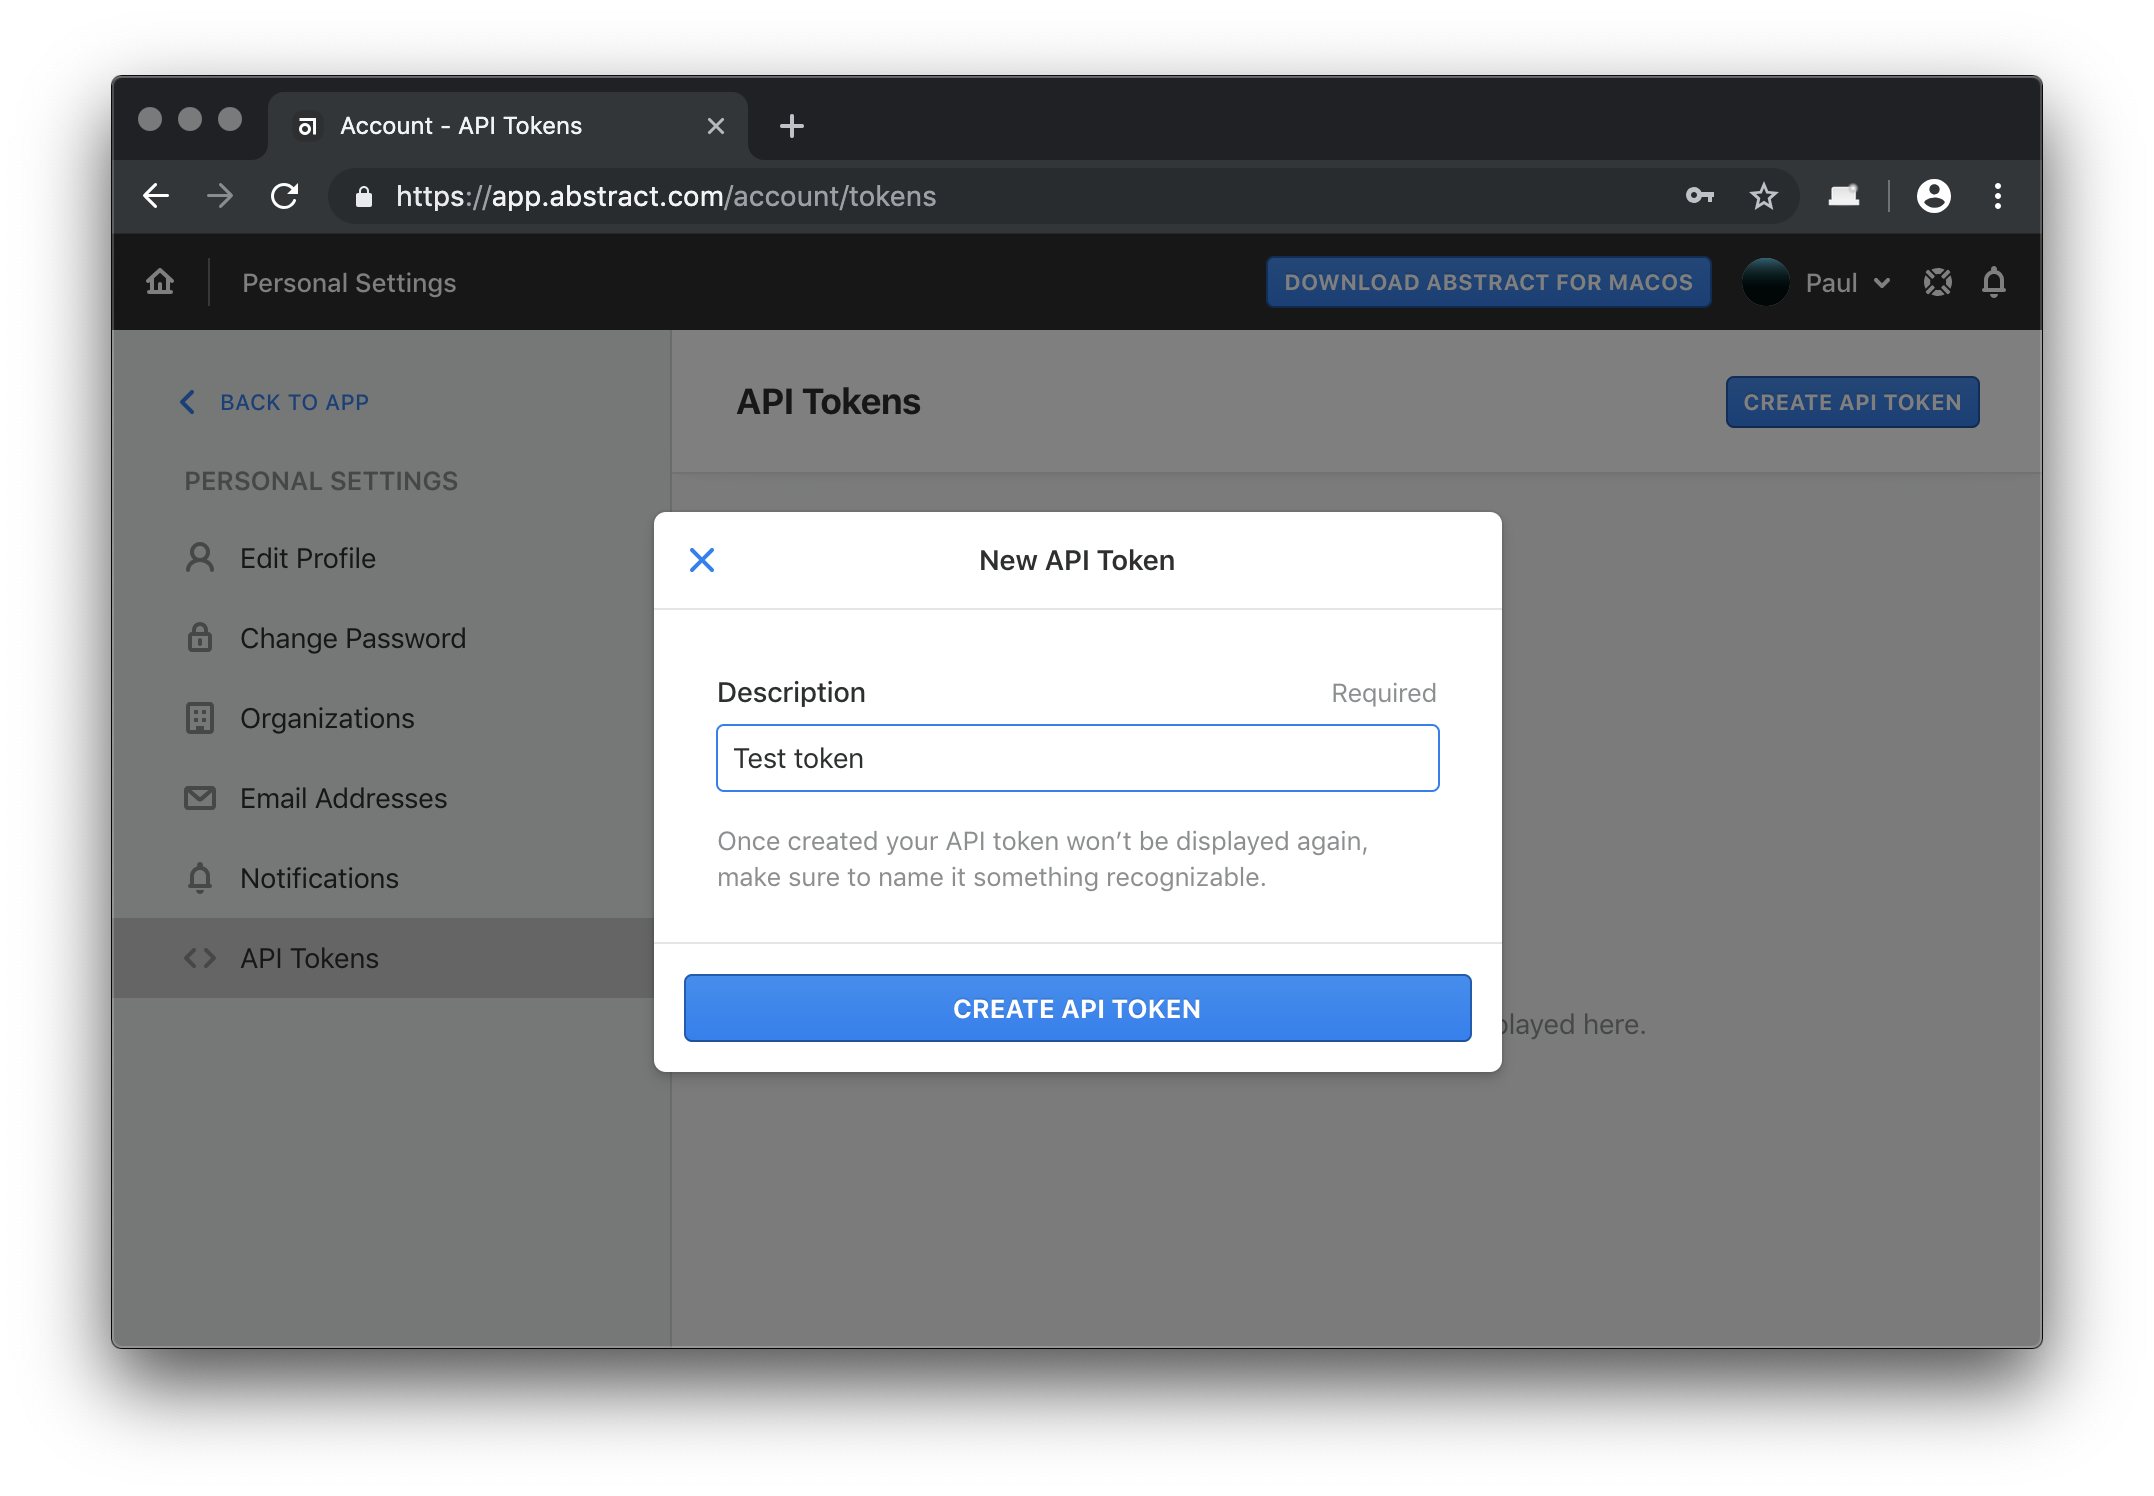 Account - API Tokens
https://app.abstract.com/account/tokens
Personal Settings
DOWNLOAD ABSTRACT FOR MACOS
Paul
BACK TO APP
PERSONAL SETTINGS
Edit Profile
Change Password
Organizations
Email Addresses
Notifications
API Tokens
API Tokens
CREATE API TOKEN
New API Token
Description
Required
Test token
Once created your API token won’t be displayed again,
make sure to name it something recognizable.
CREATE API TOKEN
here.